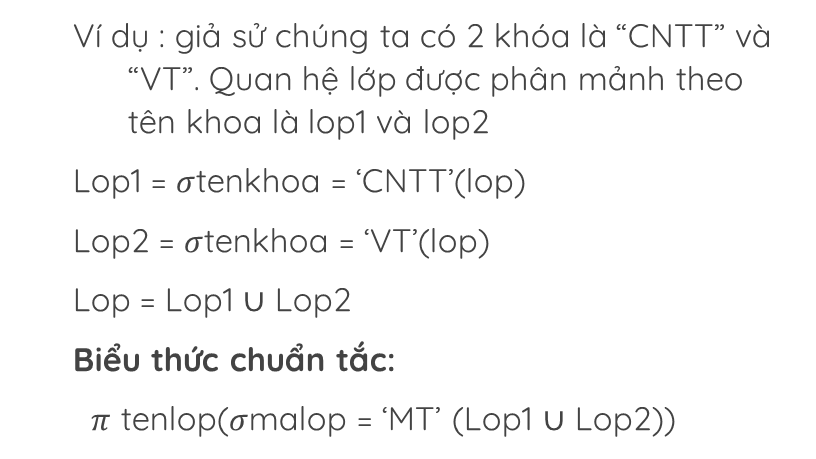 Ví dụ : giả sử chúng ta có 2 khóa là “CNTT” và
“VT”. Quan hệ lớp được phân mảnh theo
tên khoa là lop1 và lop2
Lop1 = 𝜎tenkhoa = ‘CNTT’(lop)
Lop2 = 𝜎tenkhoa = ‘VT’(lop)
Lop = Lop1 ∪ Lop2
Biểu thức chuẩn tắc:
𝜋 tenlop(𝜎malop = ‘MT’ (Lop1 ∪ Lop2))